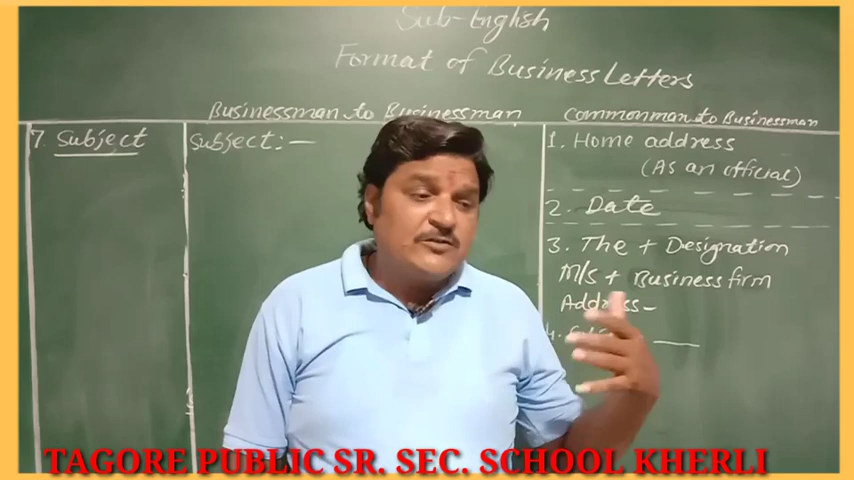 Sub-English
Format of Business Letters
Businessman to Businessman
Commonman to Businessman
7. Subject
Subject:-
1. Home address
(As an official)
2. Date
3. The + Designation
M/S + Business firm
Address-
4.
TAGORE PUBLIC SR. SEC. SCHOOL KHERLI